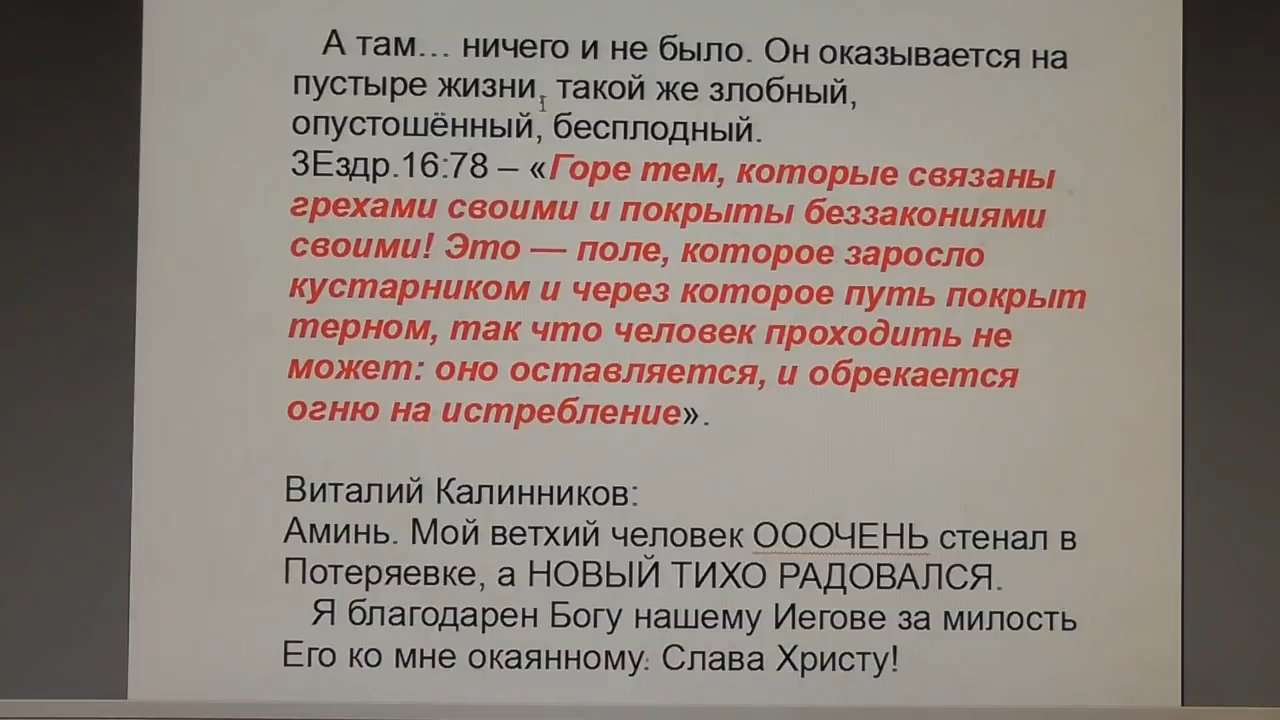 А там... ничего и не было. Он оказывается на
пустыре жизни, такой же злобный,
опустошённый, бесплодный.
3Ездр.16:78 – «Горе тем, которые связаны
грехами своими и покрыты беззакониями
своими! Это — поле, которое заросло
кустарником и через которое путь покрыт
терном, так что человек проходить не
может: оно оставляется, и обрекается
огню на истребление».
Виталий Калинников:
Аминь. Мой ветхий человек ОООЧЕНЬ стенал в
Потеряевке, а НОВЫЙ ТИХО РАДОВАЛСЯ.
Я благодарен Богу нашему Иегове за милость
Его ко мне окаянному. Слава Христу!